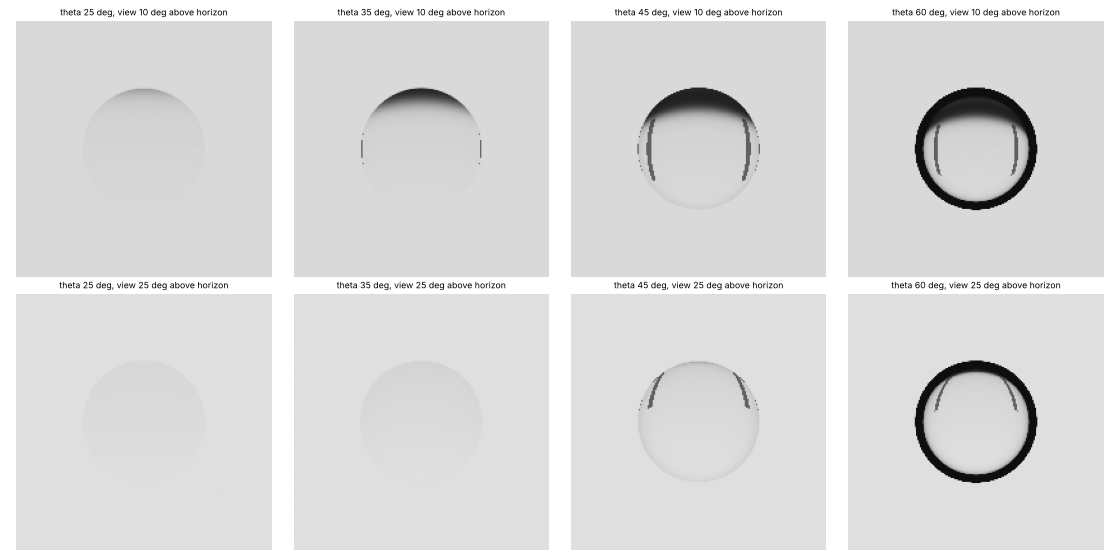 theta 25 deg, view 10 deg above horizon
theta 35 deg, view 10 deg above horizon
theta 45 deg, view 10 deg above horizon
theta 60 deg, view 10 deg above horizon
theta 25 deg, view 25 deg above horizon
theta 35 deg, view 25 deg above horizon
theta 45 deg, view 25 deg above horizon
theta 60 deg, view 25 deg above horizon